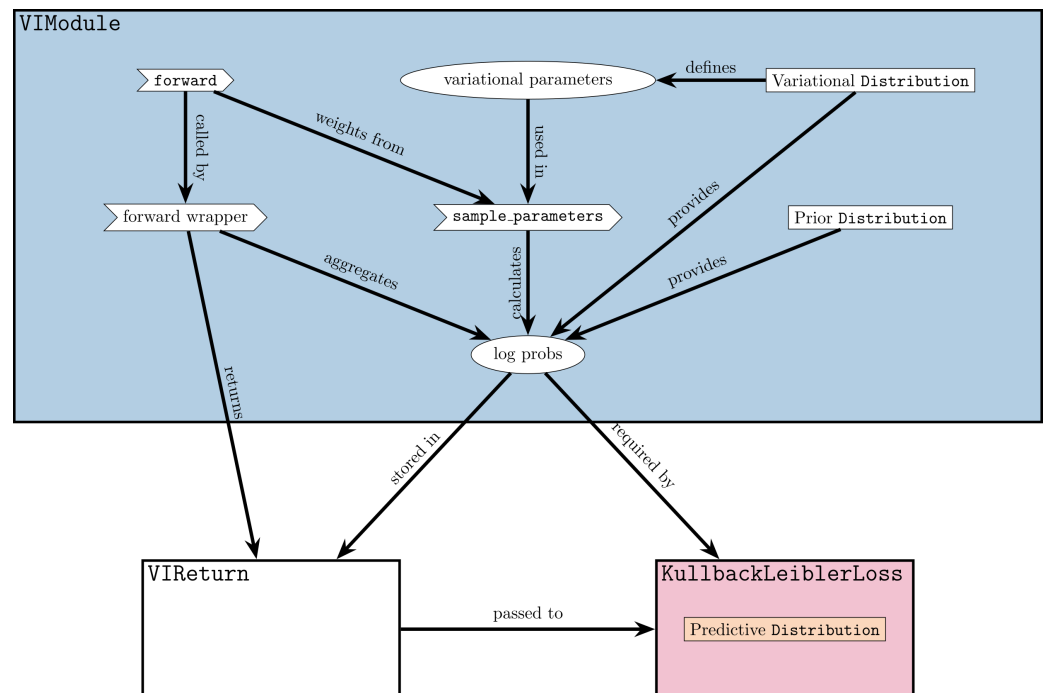 VIModule
forward
variational parameters
defines
Variational Distribution
called by
weights from
used in
provides
forward wrapper
sample_parameters
Prior Distribution
aggregates
calculates
provides
log probs
returns
stored in
required by
VIReturn
KullbackLeiblerLoss
passed to
Predictive Distribution